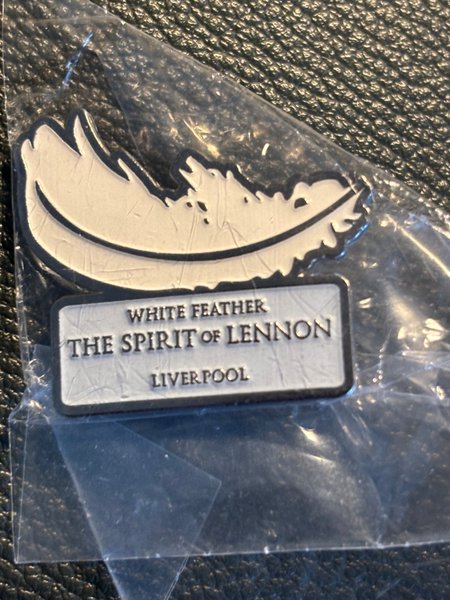 WHITE FEATHER
THE SPIRIT OF LENNON
LIVERPOOL